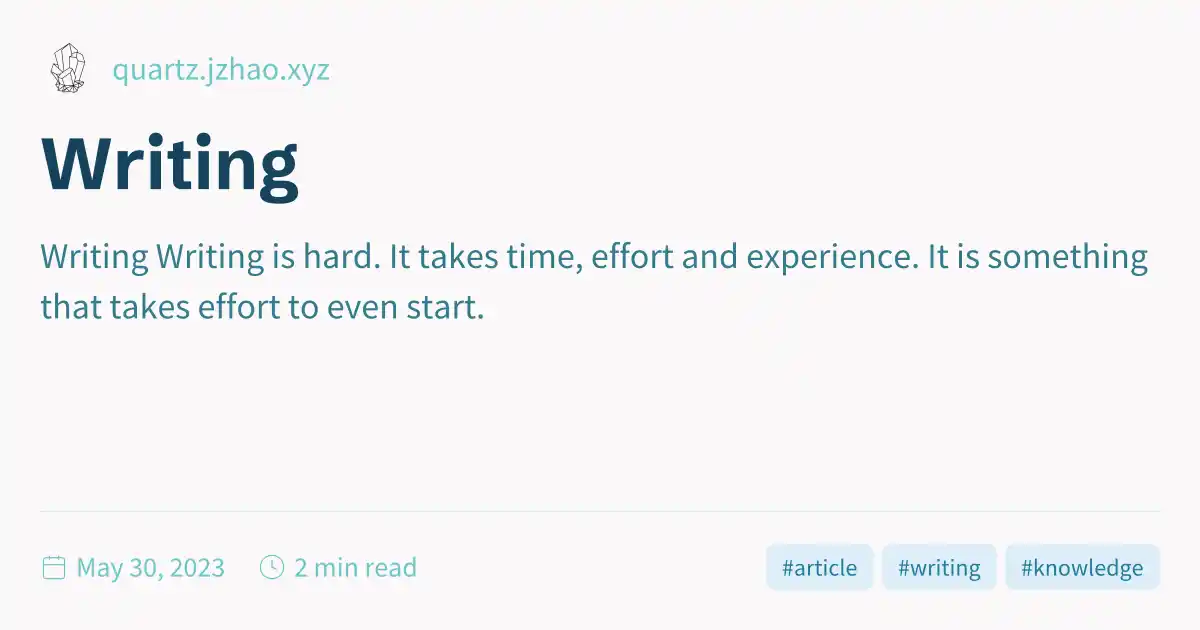 quartz.jzhao.xyz
Writing
Writing Writing is hard. It takes time, effort and experience. It is something
that takes effort to even start.
May 30, 2023 2 min read #article #writing #knowledge